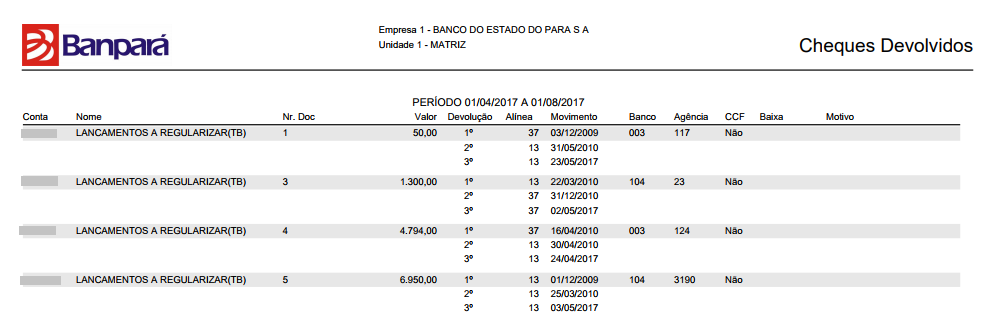 Banpará
Empresa 1 - BANCO DO ESTADO DO PARA S A
Unidade 1 - MATRIZ
Cheques Devolvidos
PERÍODO 01/04/2017 A 01/08/2017
Conta Nome Nr. Doc Valor Devolução Alínea Movimento Banco Agência CCF Baixa Motivo
LANCAMENTOS A REGULARIZAR(TB) 1 50,00 1º 37 03/12/2009 003 117 Não
2º 13 31/05/2010
3º 13 23/05/2017
LANCAMENTOS A REGULARIZAR(TB) 3 1.300,00 1º 13 22/03/2010 104 23 Não
2º 37 31/12/2010
3º 37 02/05/2017
LANCAMENTOS A REGULARIZAR(TB) 4 4.794,00 1º 37 16/04/2010 003 124 Não
2º 13 30/04/2010
3º 13 24/04/2017
LANCAMENTOS A REGULARIZAR(TB) 5 6.950,00 1º 13 01/12/2009 104 3190 Não
2º 13 25/03/2010
3º 13 03/05/2017